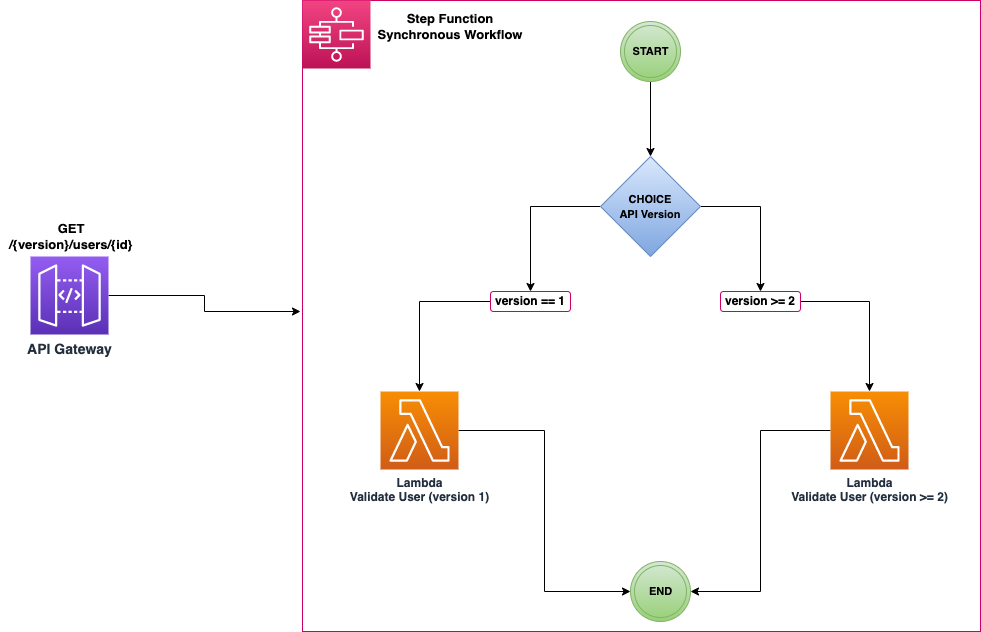 Step Function
Synchronous Workflow
START
CHOICE
API Version
GET
/{version}/users/{id}
</>
API Gateway
version == 1
version >= 2
Lambda
Validate User (version 1)
Lambda
Validate User (version >= 2)
END